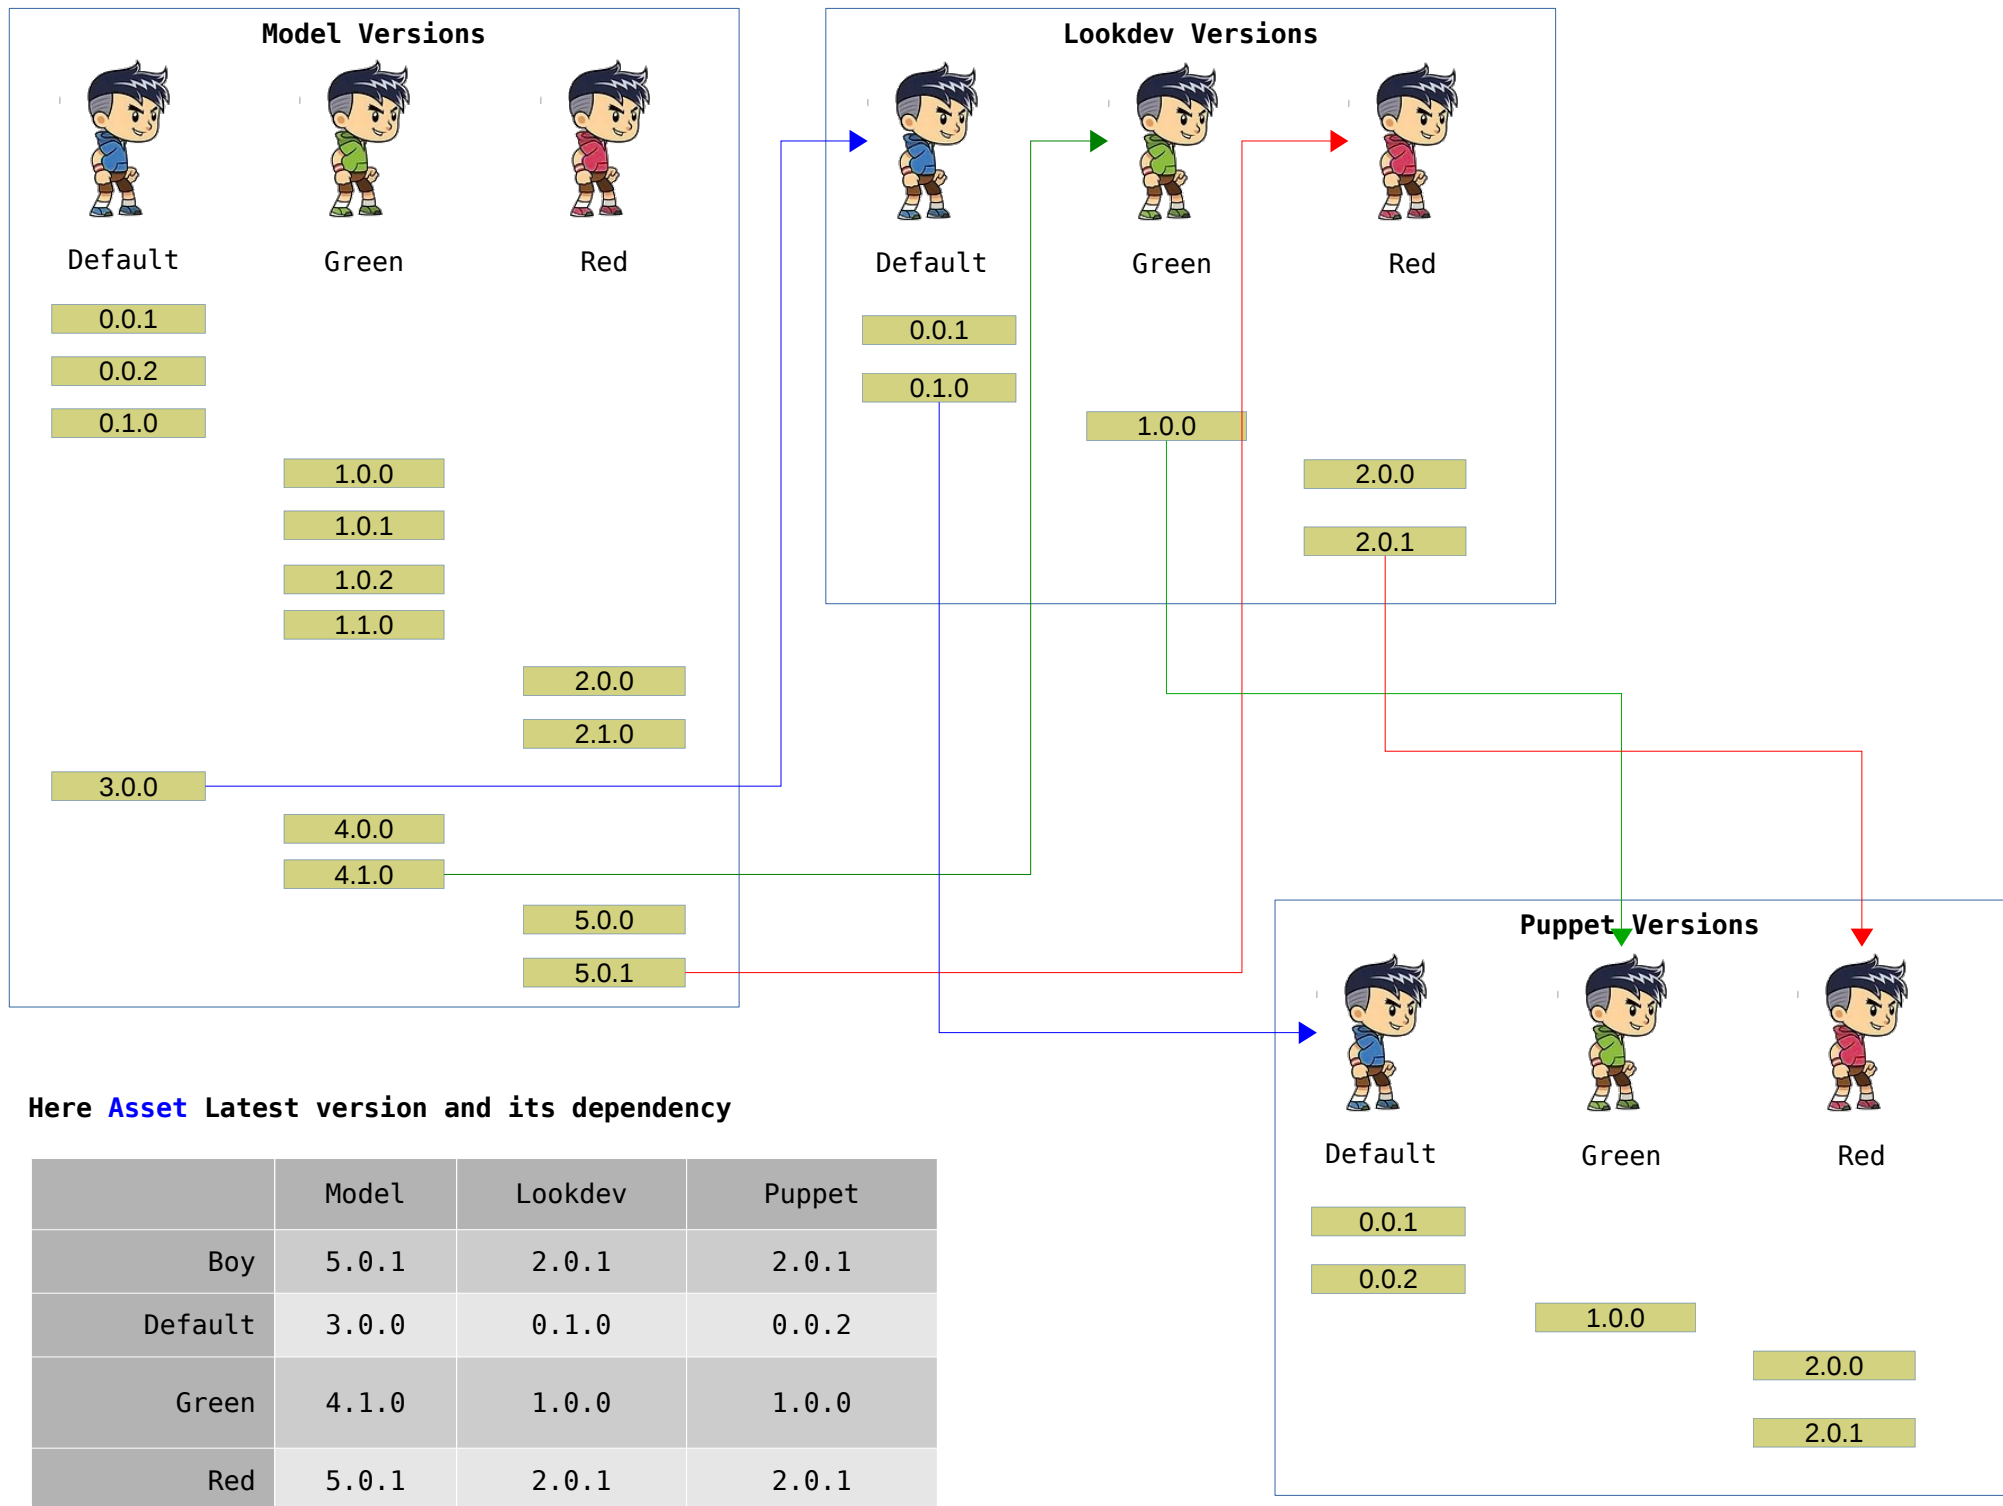 Model Versions
Default Green Red
0.0.1
0.0.2
0.1.0
1.0.0
1.0.1
1.0.2
1.1.0
2.0.0
2.1.0
3.0.0
4.0.0
4.1.0
5.0.0
5.0.1
Lookdev Versions
Default Green Red
0.0.1
0.1.0
1.0.0
2.0.0
2.0.1
Puppet Versions
Default Green Red
0.0.1
0.0.2
1.0.0
2.0.0
2.0.1
Here Asset Latest version and its dependency
Model Lookdev Puppet
Boy 5.0.1 2.0.1 2.0.1
Default 3.0.0 0.1.0 0.0.2
Green 4.1.0 1.0.0 1.0.0
Red 5.0.1 2.0.1 2.0.1